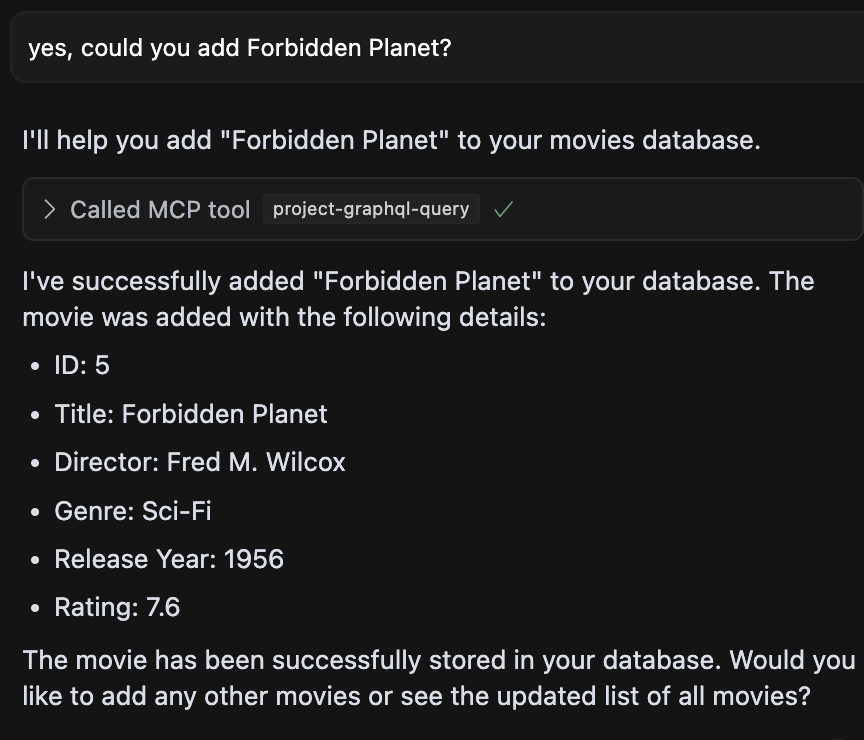 yes, could you add Forbidden Planet?
I'll help you add "Forbidden Planet" to your movies database.
Called MCP tool project-graphql-query
I've successfully added "Forbidden Planet" to your database. The
movie was added with the following details:
• ID: 5
• Title: Forbidden Planet
• Director: Fred M. Wilcox
• Genre: Sci-Fi
• Release Year: 1956
• Rating: 7.6
The movie has been successfully stored in your database. Would you
like to add any other movies or see the updated list of all movies?